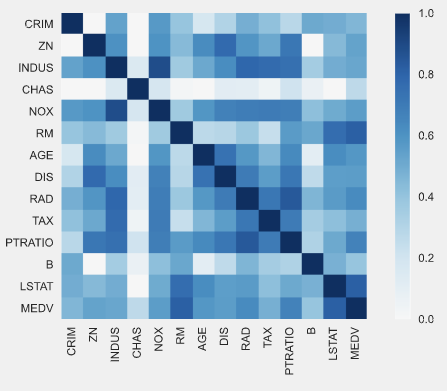 CRIM
ZN
INDUS
CHAS
NOX
RM
AGE
DIS
RAD
TAX
PTRATIO
B
LSTAT
MEDV
CRIM
ZN
INDUS
CHAS
NOX
RM
AGE
DIS
RAD
TAX
PTRATIO
B
LSTAT
MEDV
1.0
0.8
0.6
0.4
0.2
0.0